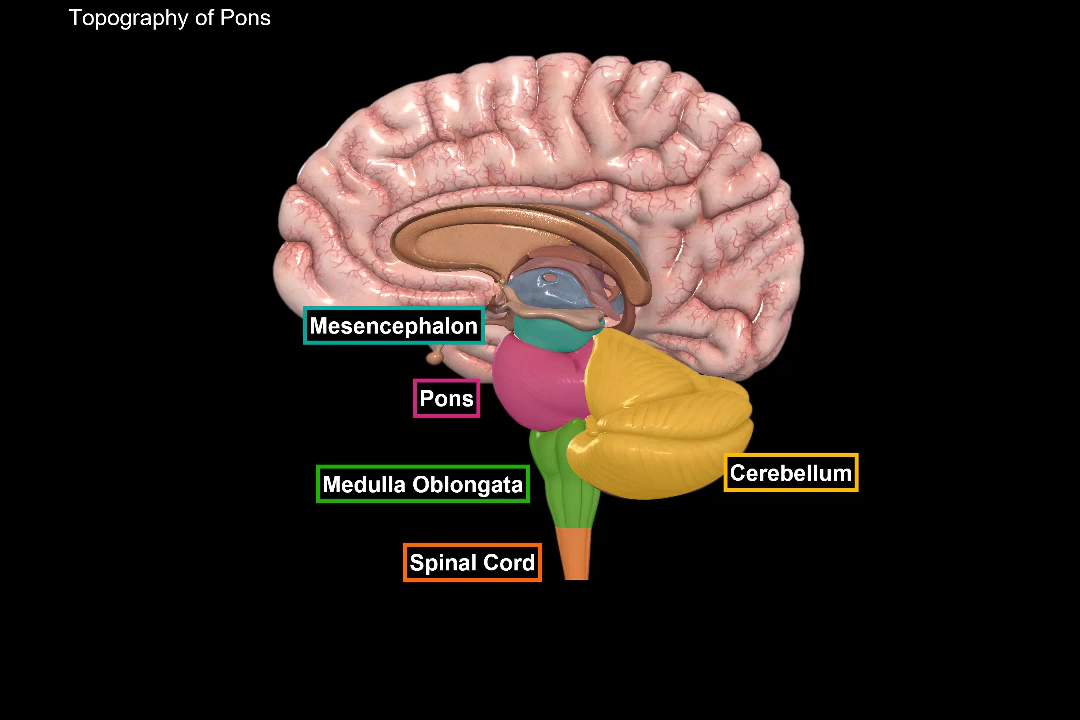 Topography of Pons
Mesencephalon
Pons
Medulla Oblongata
Cerebellum
Spinal Cord